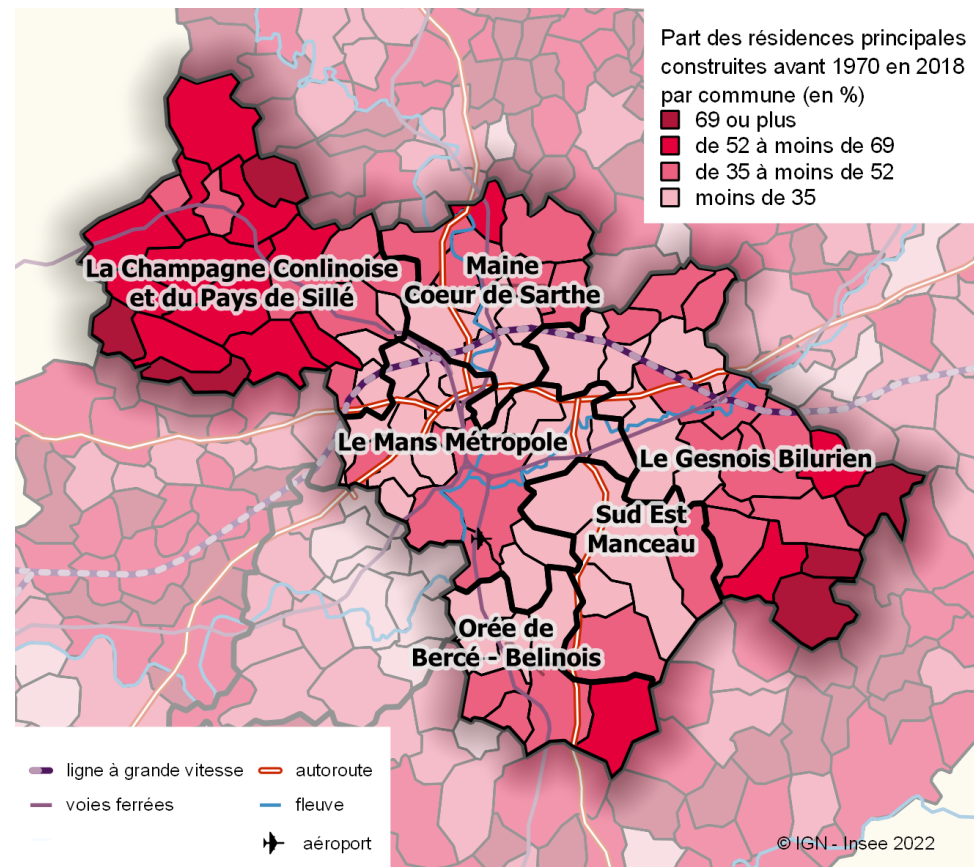 Part des résidences principales
construites avant 1970 en 2018
par commune (en %)
69 ou plus
de 52 à moins de 69
de 35 à moins de 52
moins de 35
La Champagne Conlinoise
et du Pays de Sillé
Maine
Coeur de Sarthe
Le Mans Métropole
Le Gesnois Bilurien
Sud Est
Manceau
Orée de
Bercé - Belinois
ligne à grande vitesse
autoroute
voies ferrées
fleuve
aéroport
© IGN - Insee 2022